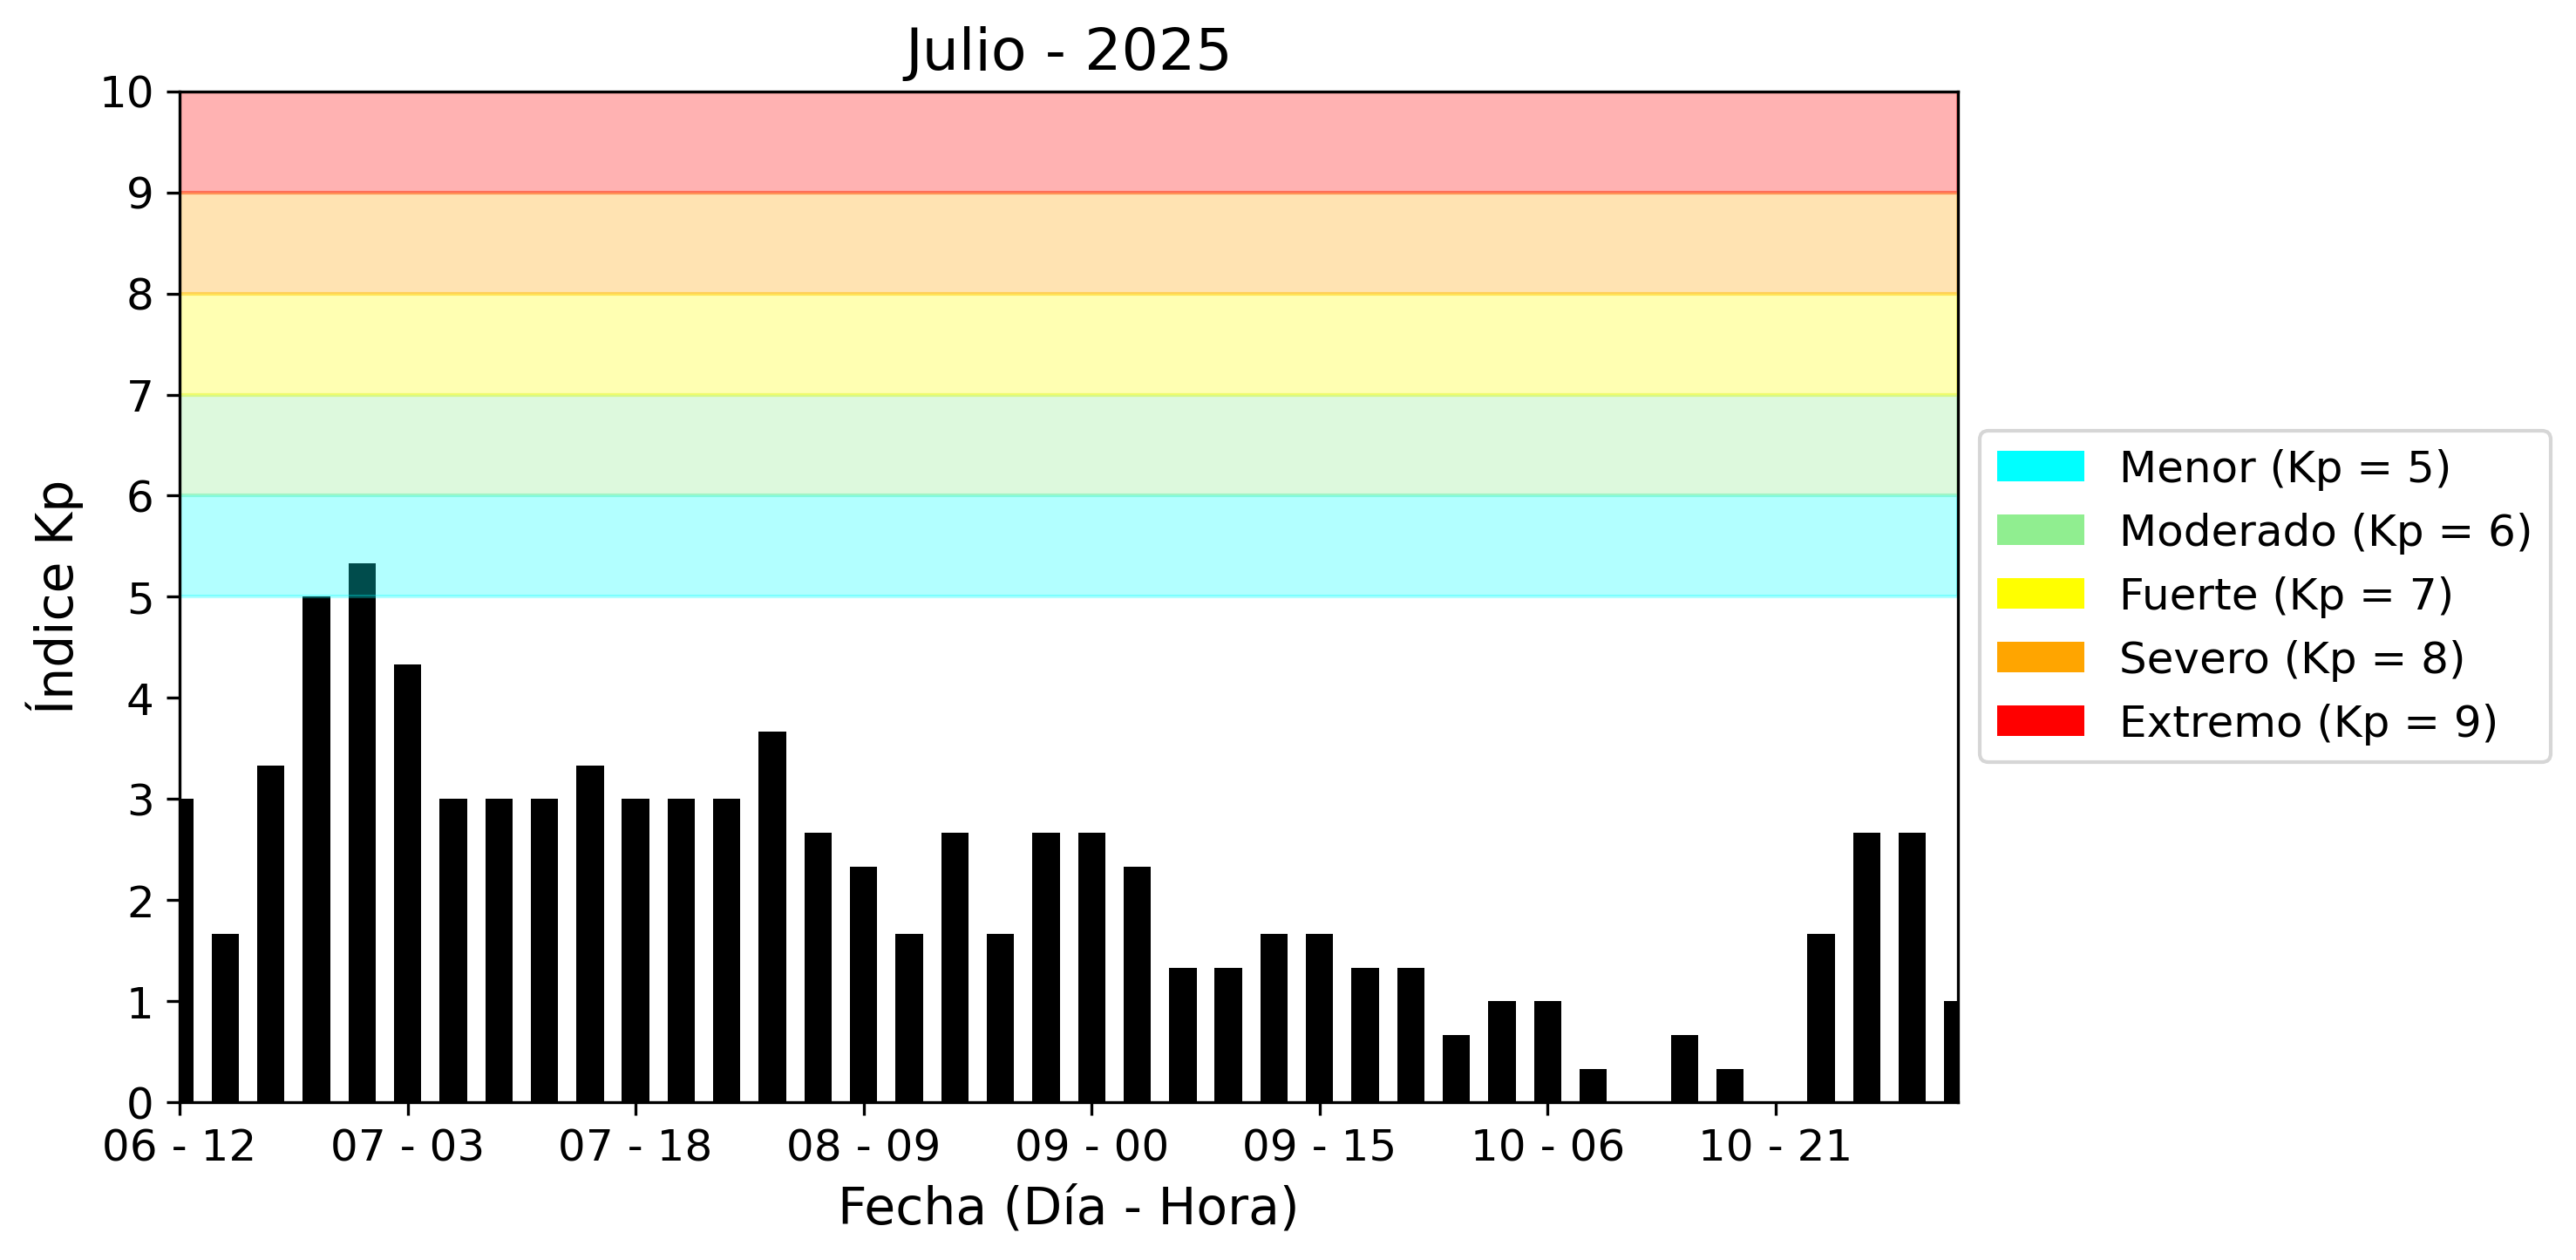 Julio - 2025
Índice Kp
10
9
8
7
6
5
4
3
2
1
0
06 - 12
07 - 03
07 - 18
08 - 09
09 - 00
09 - 15
10 - 06
10 - 21
Fecha (Día - Hora)
Menor (Kp = 5)
Moderado (Kp = 6)
Fuerte (Kp = 7)
Severo (Kp = 8)
Extremo (Kp = 9)